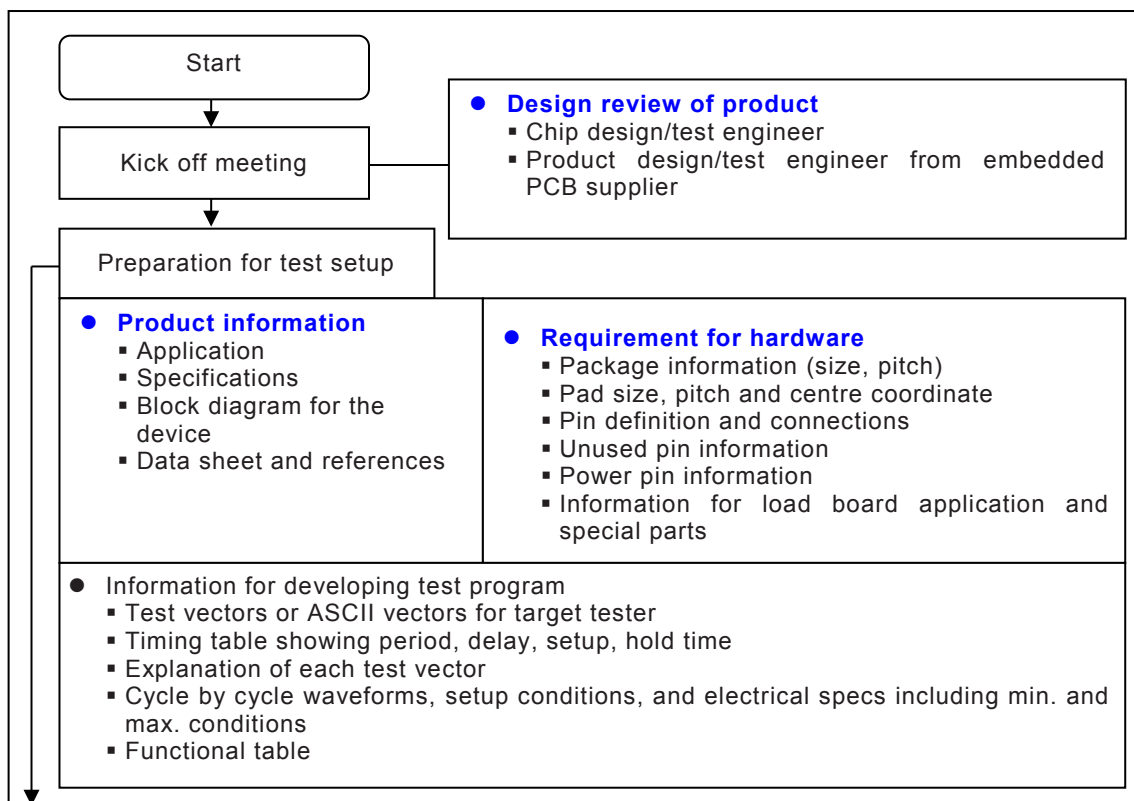 Start
Kick off meeting
● Design review of product
▪ Chip design/test engineer
▪ Product design/test engineer from embedded
PCB supplier
Preparation for test setup
● Product information
▪ Application
▪ Specifications
▪ Block diagram for the
device
▪ Data sheet and references
● Requirement for hardware
▪ Package information (size, pitch)
▪ Pad size, pitch and centre coordinate
▪ Pin definition and connections
▪ Unused pin information
▪ Power pin information
▪ Information for load board application and
special parts
● Information for developing test program
▪ Test vectors or ASCII vectors for target tester
▪ Timing table showing period, delay, setup, hold time
▪ Explanation of each test vector
▪ Cycle by cycle waveforms, setup conditions, and electrical specs including min. and
max. conditions
▪ Functional table